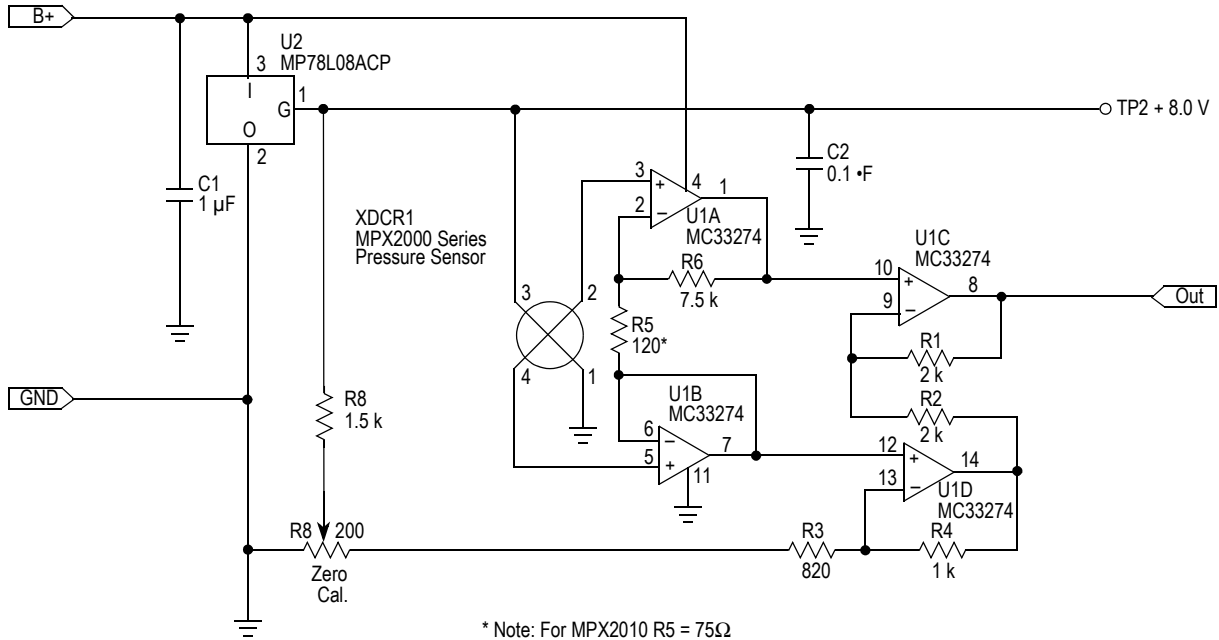 B+
U2
MP78L08ACP
3
I
G
1
O
2
TP2 + 8.0 V
C1
1 µF
C2
0.1 •F
XDCR1
MPX2000 Series
Pressure Sensor
3
2
4
1
3
+
4
1
2
–
U1A
MC33274
R6
7.5 k
R5
120*
U1C
MC33274
10
+
8
9
–
Out
R1
2 k
R2
2 k
GND
R8
1.5 k
U1B
MC33274
6
–
7
5
+
11
12
+
14
13
–
U1D
MC33274
R8
200
Zero
Cal.
R3
820
R4
1 k
* Note: For MPX2010 R5 = 75Ω